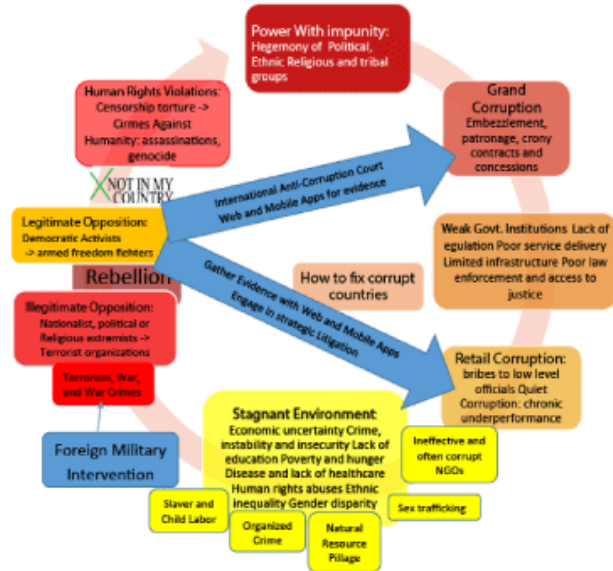 Power With impunity:
Hegemony of Political,
Ethnic Religious and tribal
groups
Human Rights Violations:
Censorship torture ->
Cirmes Against
Humanity: assassinations,
genocide
Grand
Corruption
Embezzlement,
patronage, crony
contracts and
concessions
International Anti-Corruption Court
Web and Mobile Apps for evidence
NOT IN MY
COUNTRY
Legitimate Opposition:
Democratic Activists
-> armed freedom fichters
Weak Govt. Institutions Lack of
egulation Poor service delivery
Limited infrastructure Poor law
enforcement and access to
justice
Rebellion
Gather Evidence with Web and Mobile Apps
Engage in strategic Litigation
How to fix corrupt
countries
Illegitimate Opposition:
Nationalist, political or
Religious extremists ->
Terrorist organizations
Retail Corruption:
bribes to low level
officials Quiet
Corruption: chronic
underperformance
Terrorism, War,
and War Crimes
Stagnant Environment
Economic uncertainty Crime,
instability and insecurity Lack of
education Poverty and hunger
Disease and lack of healthcare
Human rights abuses Ethnic
inequality Gender disparity
Foreign Military
Intervention
Ineffective and
often corrupt
NGOs
Slaver and
Child Labor
Organized
Crime
Natural
Resource
Pillage
Sex trafficking